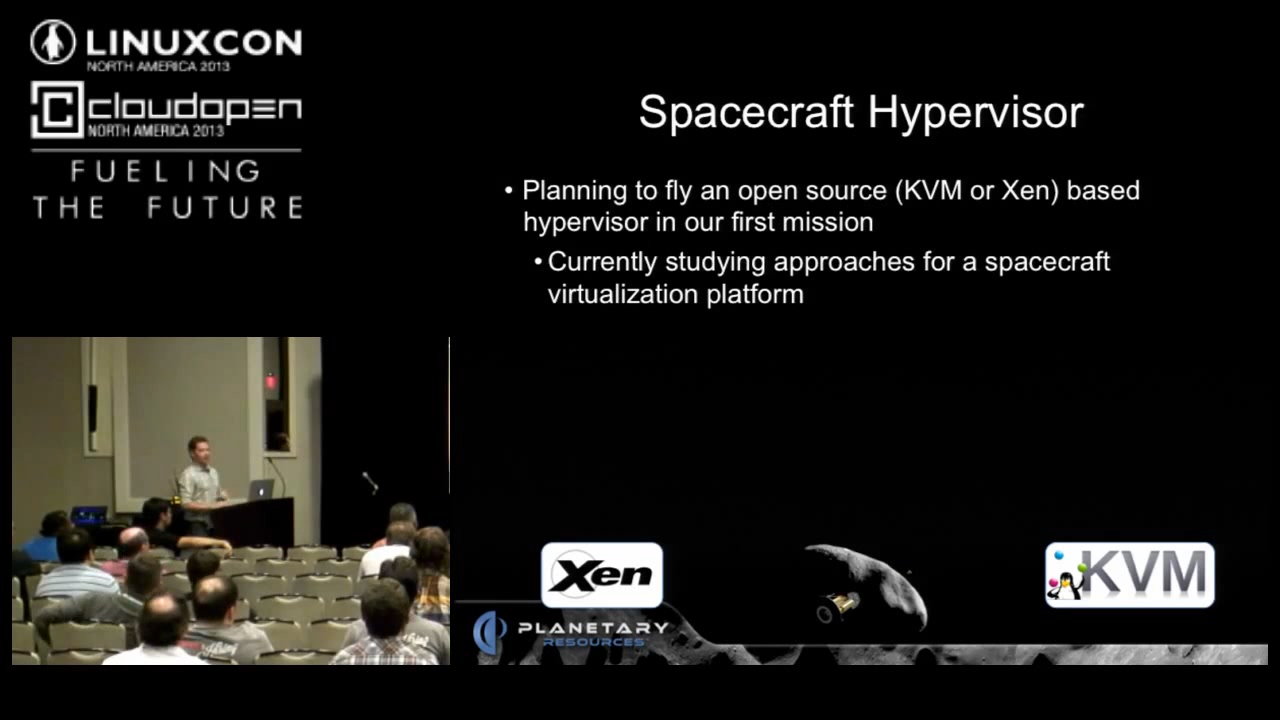 LINUXCON
NORTH AMERICA 2013
cloudopen
NORTH AMERICA 2013
FUELING
THE FUTURE
Spacecraft Hypervisor
• Planning to fly an open source (KVM or Xen) based
hypervisor in our first mission
• Currently studying approaches for a spacecraft
virtualization platform
Xen
KVM
PLANETARY
RESOURCES